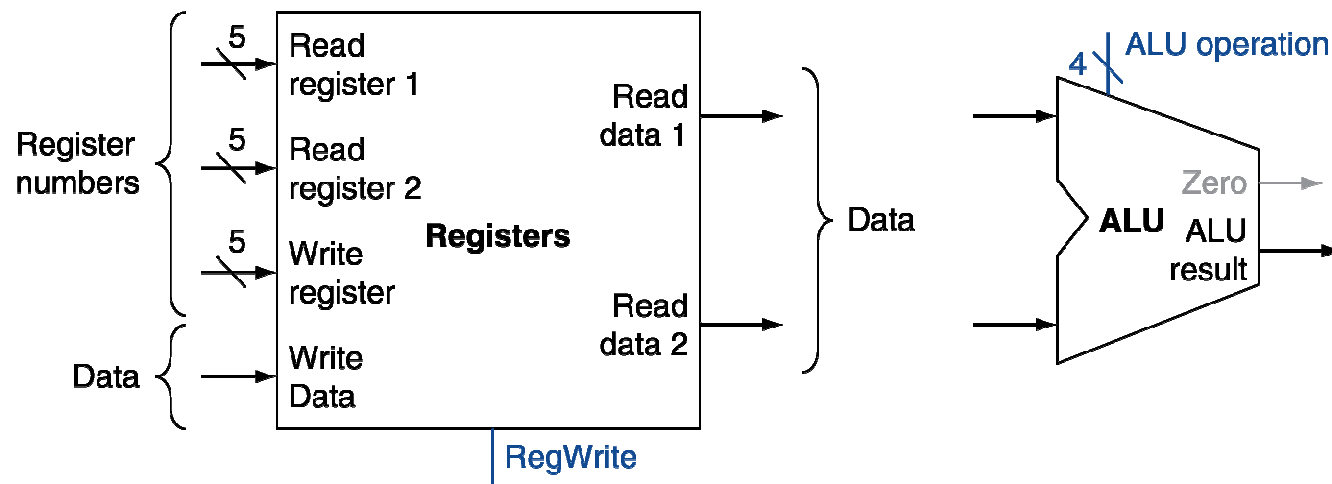 Register
numbers
Data
5
5
5
Read
register 1
Read
register 2
Write
register
Write
Data
Registers
Read
data 1
Read
data 2
RegWrite
Data
4
ALU operation
ALU
Zero
ALU
result